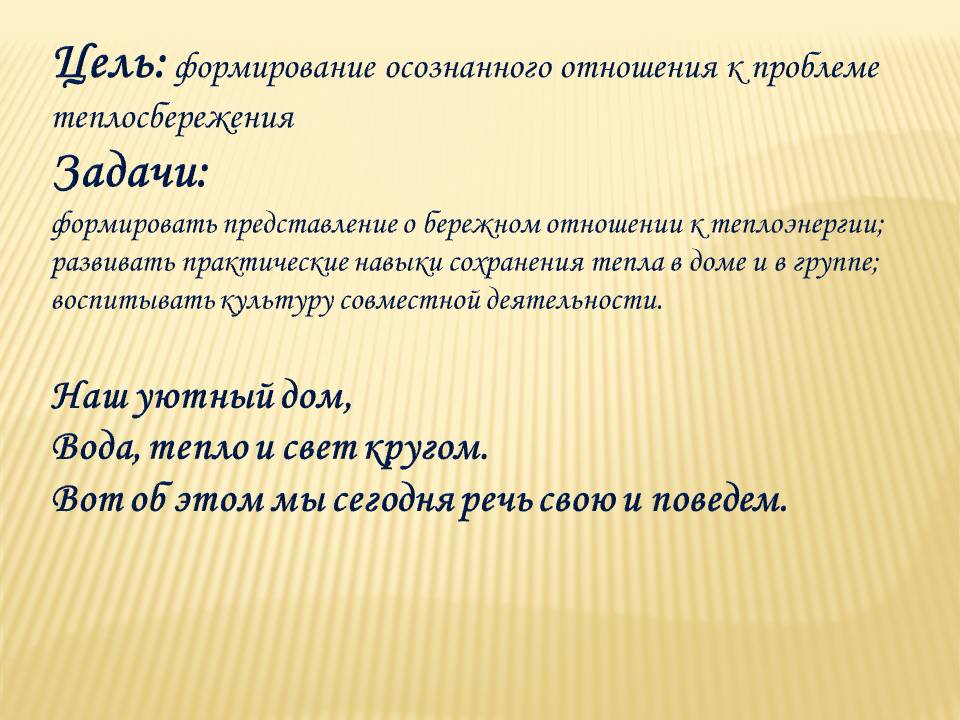 Цель: формирование осознанного отношения к проблеме
теплосбережения
Задачи:
формировать представление о бережном отношении к теплоэнергии;
развивать практические навыки сохранения тепла в доме и в группе;
воспитывать культуру совместной деятельности.
Наш уютный дом,
Вода, тепло и свет кругом.
Вот об этом мы сегодня речь свою и поведем.